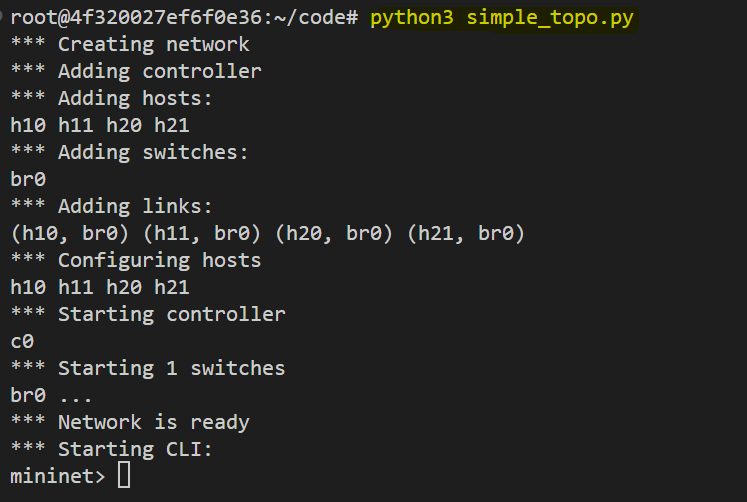 root@4f320027ef6f0e36:~/code# python3 simple_topo.py
*** Creating network
*** Adding controller
*** Adding hosts:
h10 h11 h20 h21
*** Adding switches:
br0
*** Adding links:
(h10, br0) (h11, br0) (h20, br0) (h21, br0)
*** Configuring hosts
h10 h11 h20 h21
*** Starting controller
c0
*** Starting 1 switches
br0 ...
*** Network is ready
*** Starting CLI:
mininet>